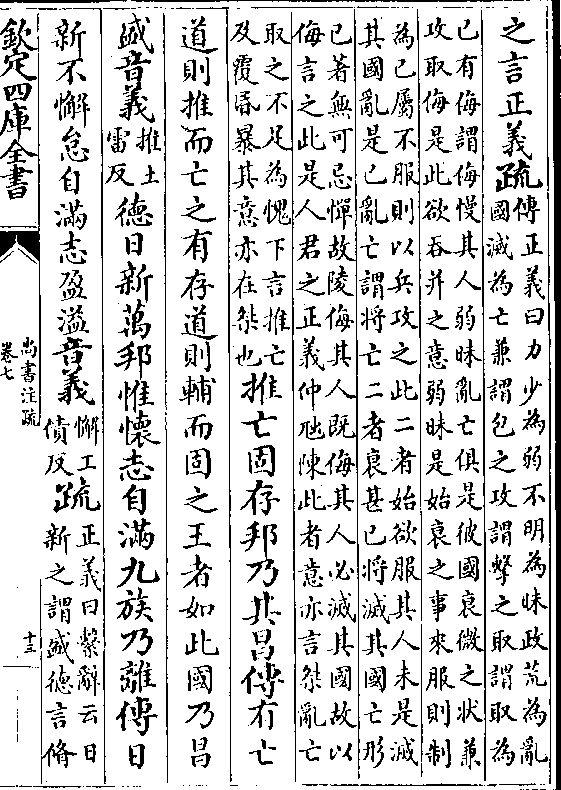 之言正義疏
傳正義曰力少為弱不明為昧政荒為亂
國滅為亡兼謂包之攻謂擊之取謂取為
已有侮謂侮慢其人弱昧亂亡俱是彼國衰微之狀兼
攻取侮是此欲吞并之意弱昧是始衰之事來服則制
為已屬不服則以兵攻之此二者始欲服其人未是滅
其國亂是已亂亡謂將亡二者衰甚已將滅其國亡形
已著無可忌憚故陵侮其人既侮其人必滅其國故以
侮言之此是人君之正義仲虺陳此者意亦言桀亂亡
取之不足為愧下言推亡
及覆昏暴其意亦在桀也
推亡固存邦乃其昌傳有亡
道則推而亡之有存道則輔而固之王者如此國乃昌
盛音義
推土
雷反
德日新萬邦惟懷志自滿九族乃離傳日
新不懈怠自滿志盈溢音義
懈工
債反
疏
正義曰繫辭云日
新之謂盛德言脩
欽定四庫全書
尚書注疏
卷七
十三